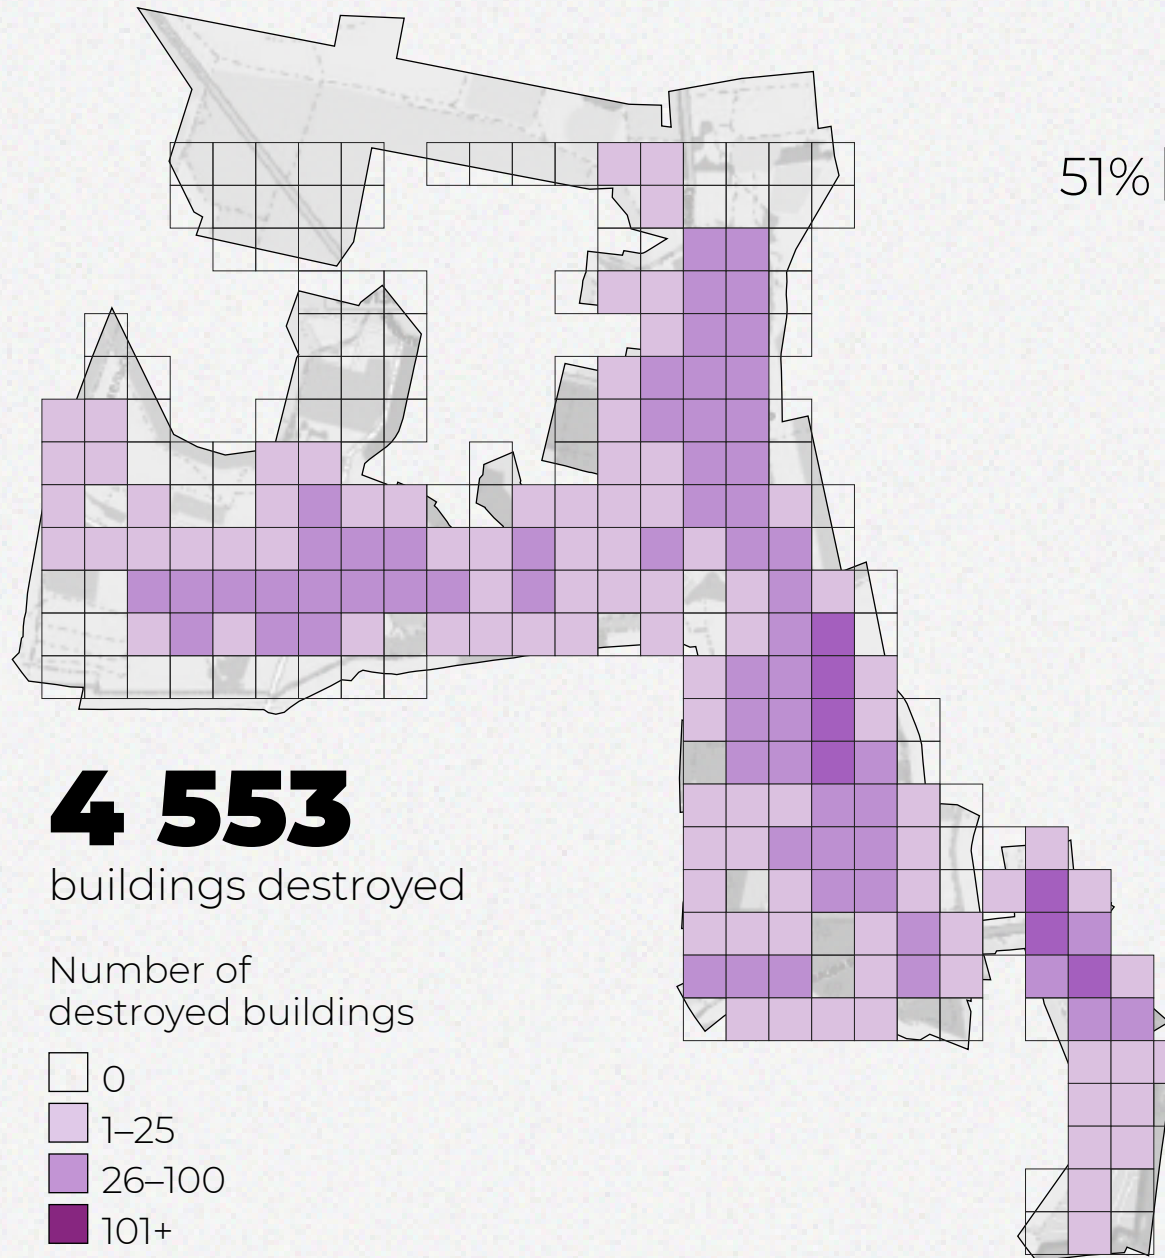 51%
4 553
buildings destroyed
Number of
destroyed buildings
0
1–25
26–100
101+